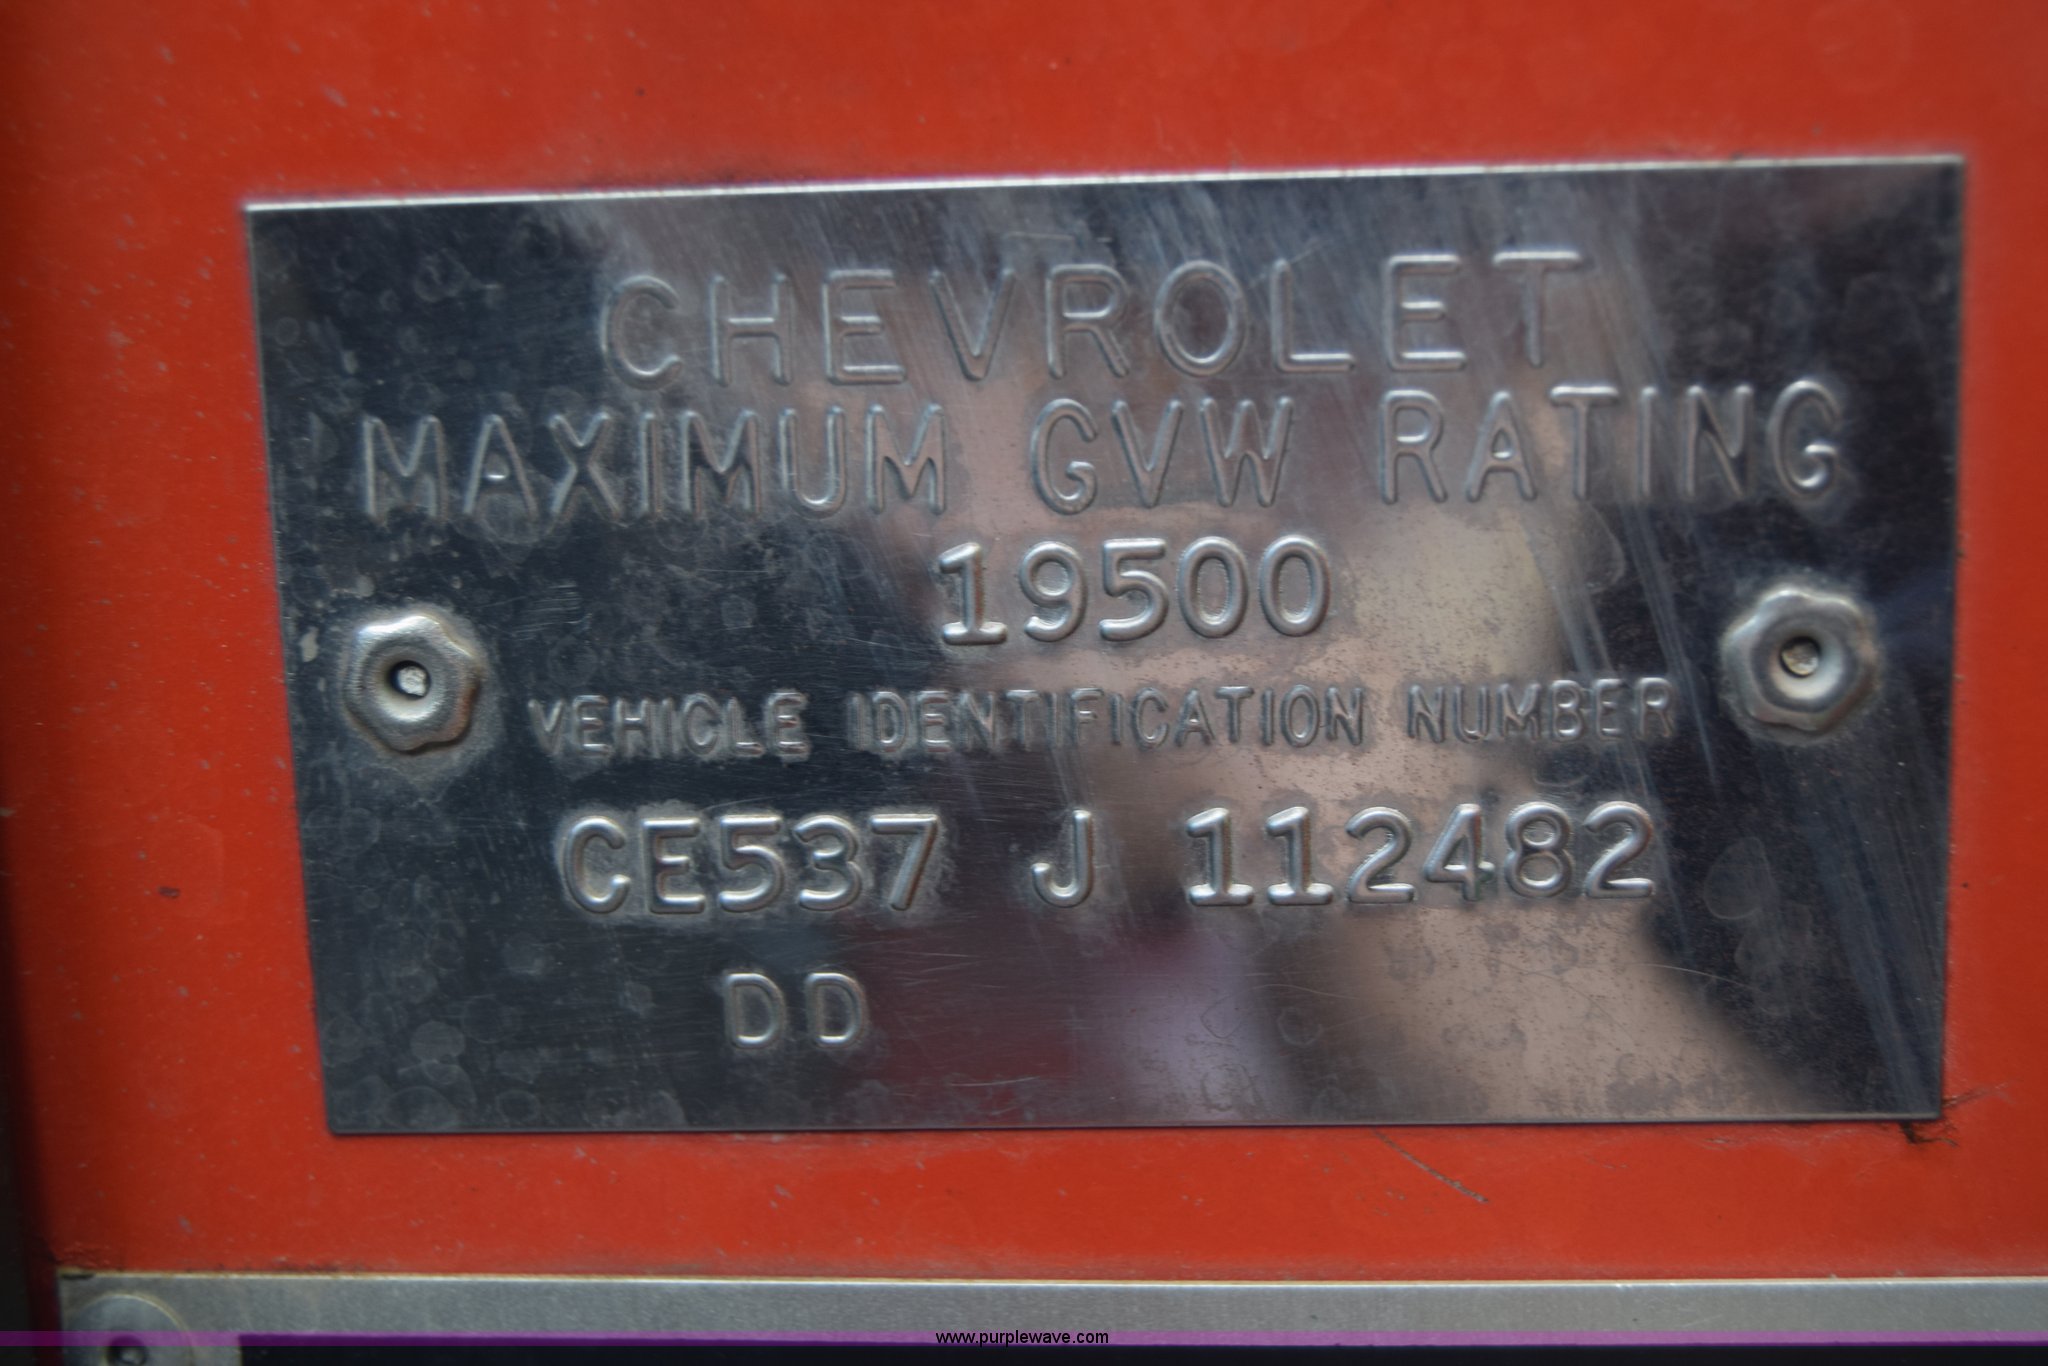 CHEVROLET
MAXIMUM GVW RATING
19500
VEHICLE IDENTIFICATION NUMBER
CE537 J 112482
DD
www.purplewave.com